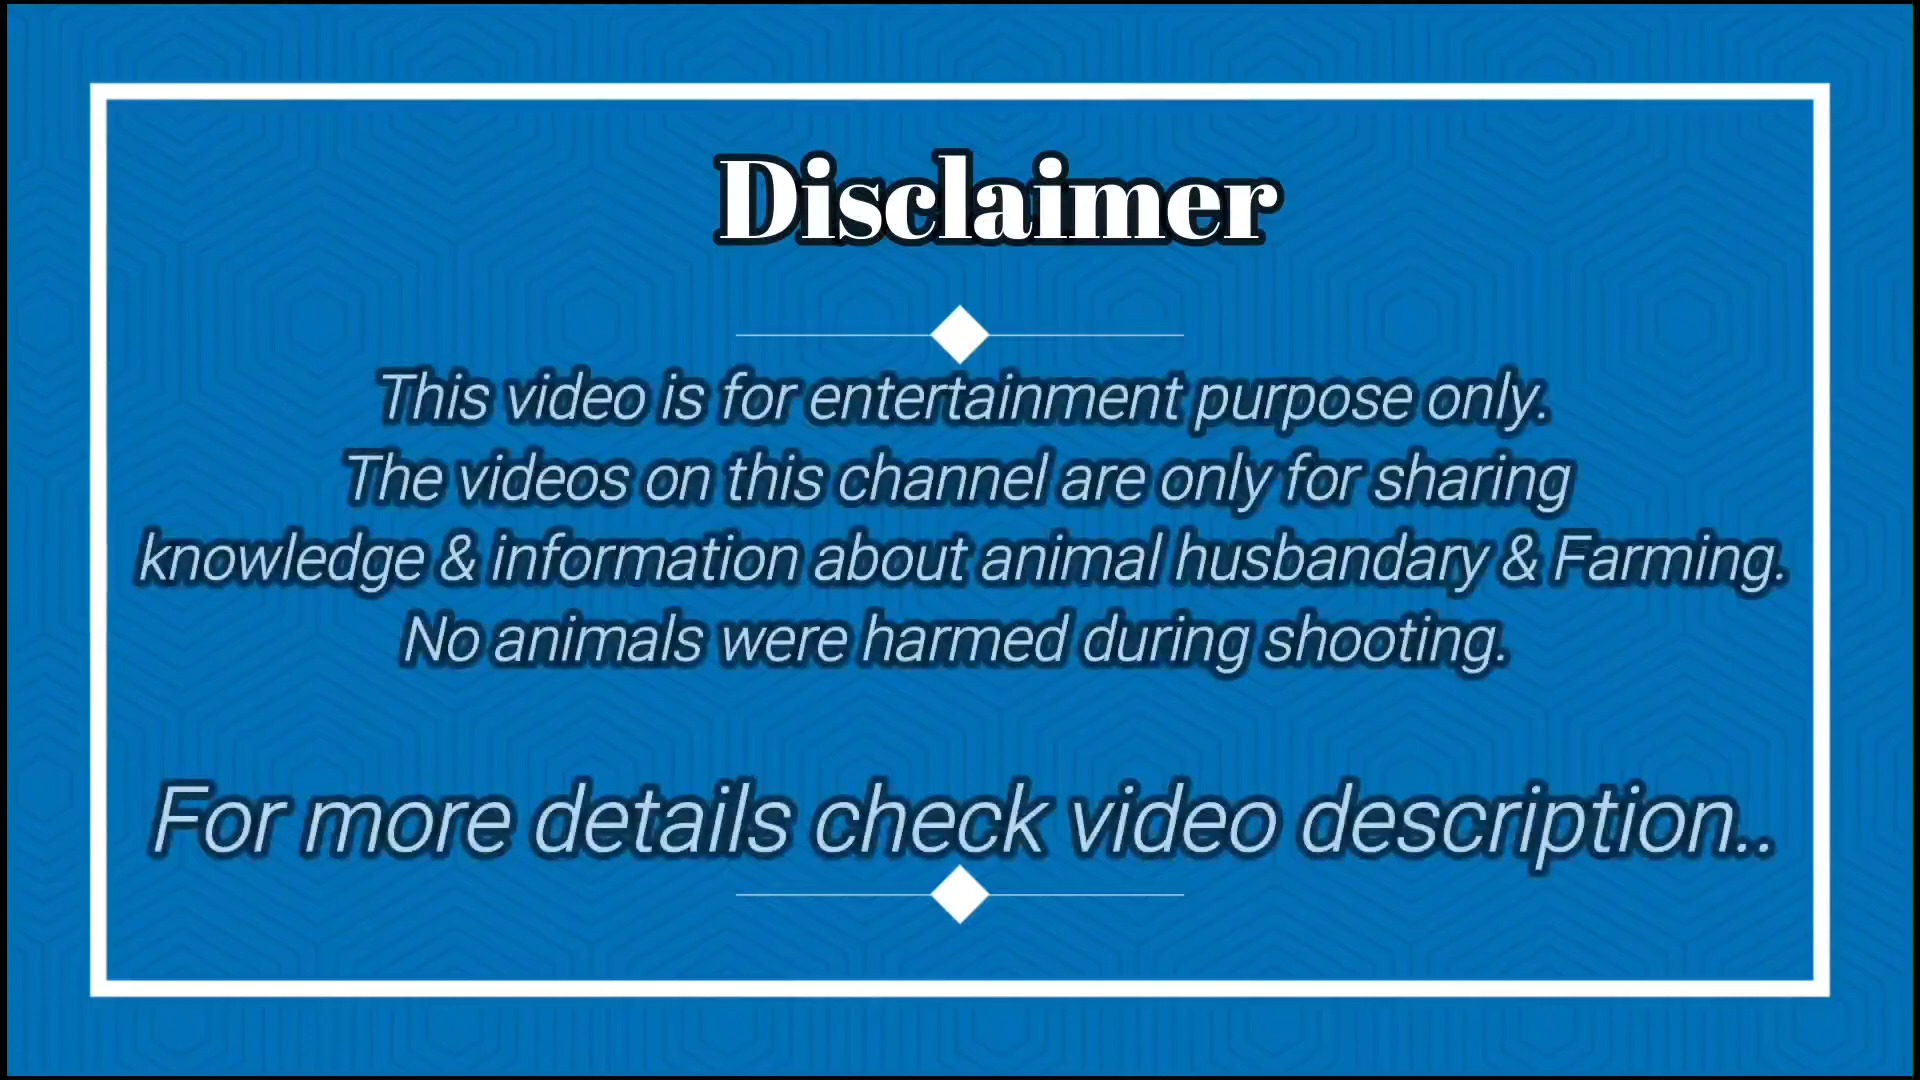 Disclaimer
This video is for entertainment purpose only.
The videos on this channel are only for sharing
knowledge & information about animal husbandary & Farming.
No animals were harmed during shooting.
For more details check video description..